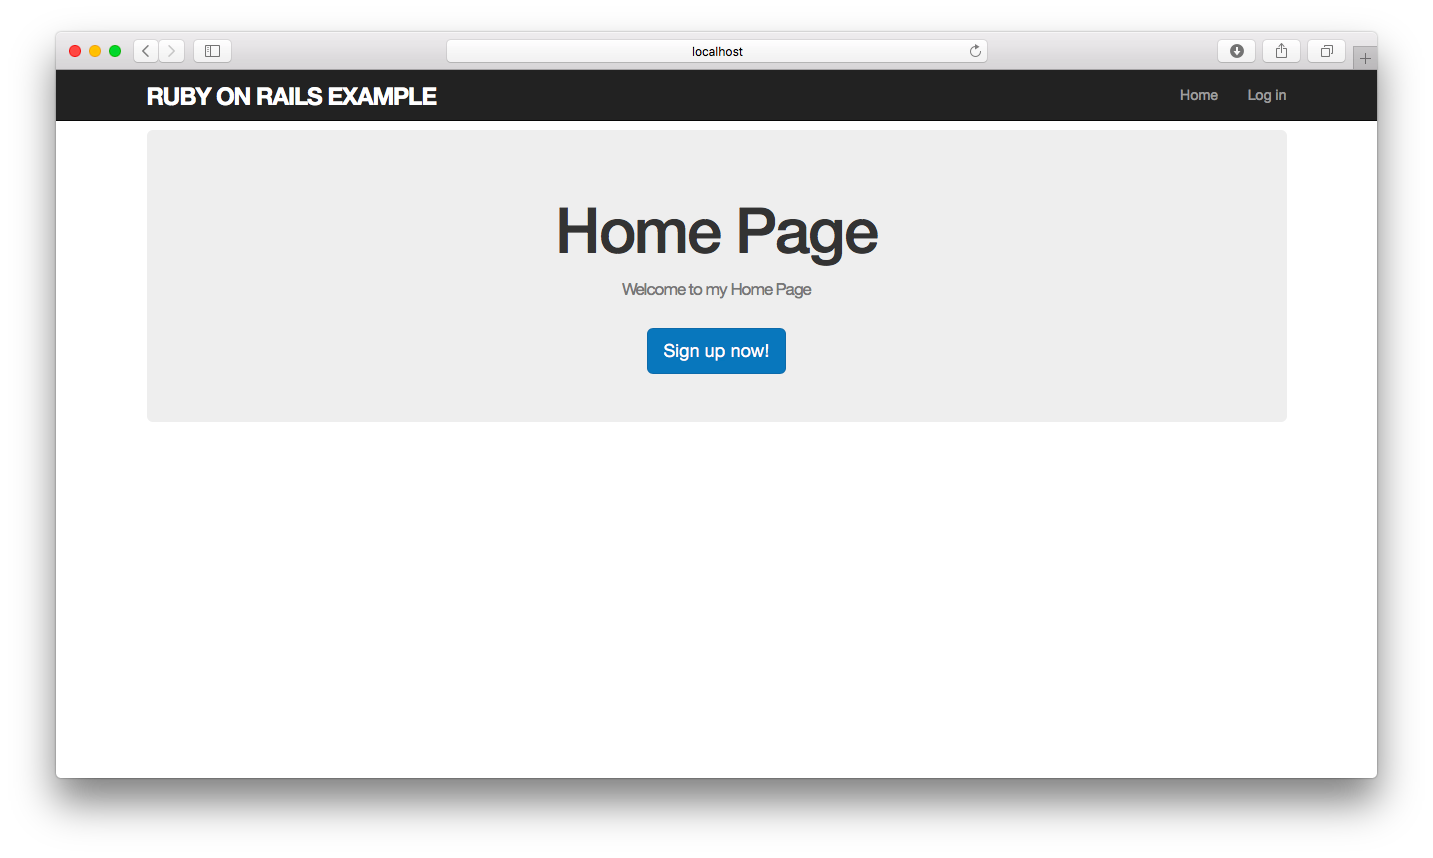 localhost
RUBY ON RAILS EXAMPLE
Home
Log in
Home Page
Welcome to my Home Page
Sign up now!